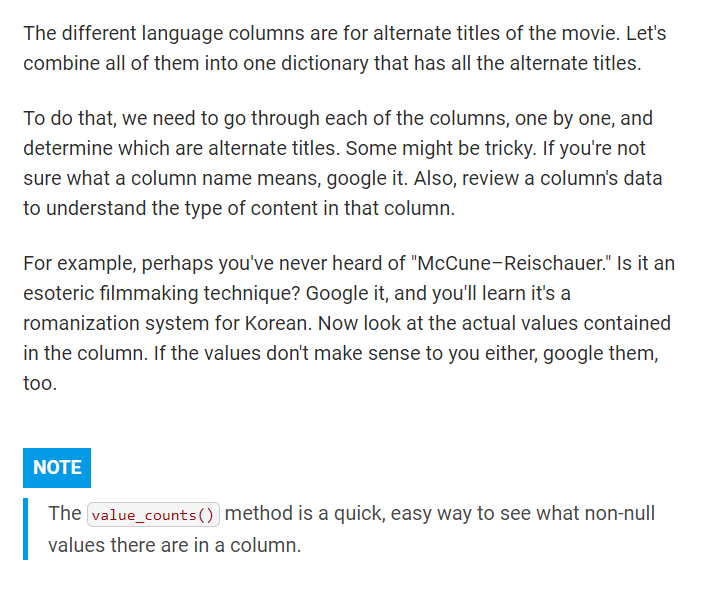 The different language columns are for alternate titles of the movie. Let's
combine all of them into one dictionary that has all the alternate titles.
To do that, we need to go through each of the columns, one by one, and
determine which are alternate titles. Some might be tricky. If you're not
sure what a column name means, google it. Also, review a column's data
to understand the type of content in that column.
For example, perhaps you've never heard of "McCune–Reischauer." Is it an
esoteric filmmaking technique? Google it, and you'll learn it's a
romanization system for Korean. Now look at the actual values contained
in the column. If the values don't make sense to you either, google them,
too.
NOTE
The value_counts() method is a quick, easy way to see what non-null
values there are in a column.